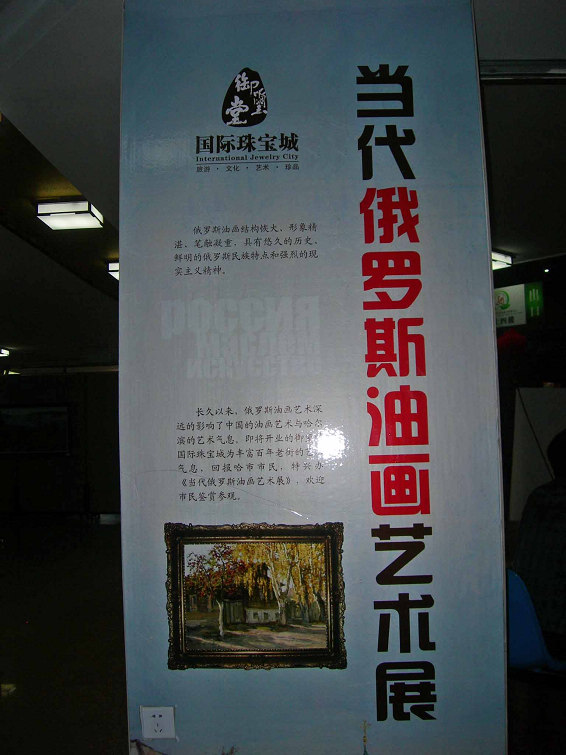 御翡玉堂
国际珠宝城
International Jewelry City
旅游·文化·艺术·珍品
当代俄罗斯油画艺术展
俄罗斯油画结构恢大、形象精
湛、笔触凝重，具有悠久的历史、
鲜明的俄罗斯民族特点和强烈的现
实主义精神。
РОССИЯ
长久以来，俄罗斯油画艺术深
远的影响了中国的油画艺术与哈尔
滨的艺术气息，即将开业的御
国际珠宝城为丰富百年老街的艺
气息，回报哈市市民，特兴办
《当代俄罗斯油画艺术展》，欢迎
市民鉴赏参观。
出口